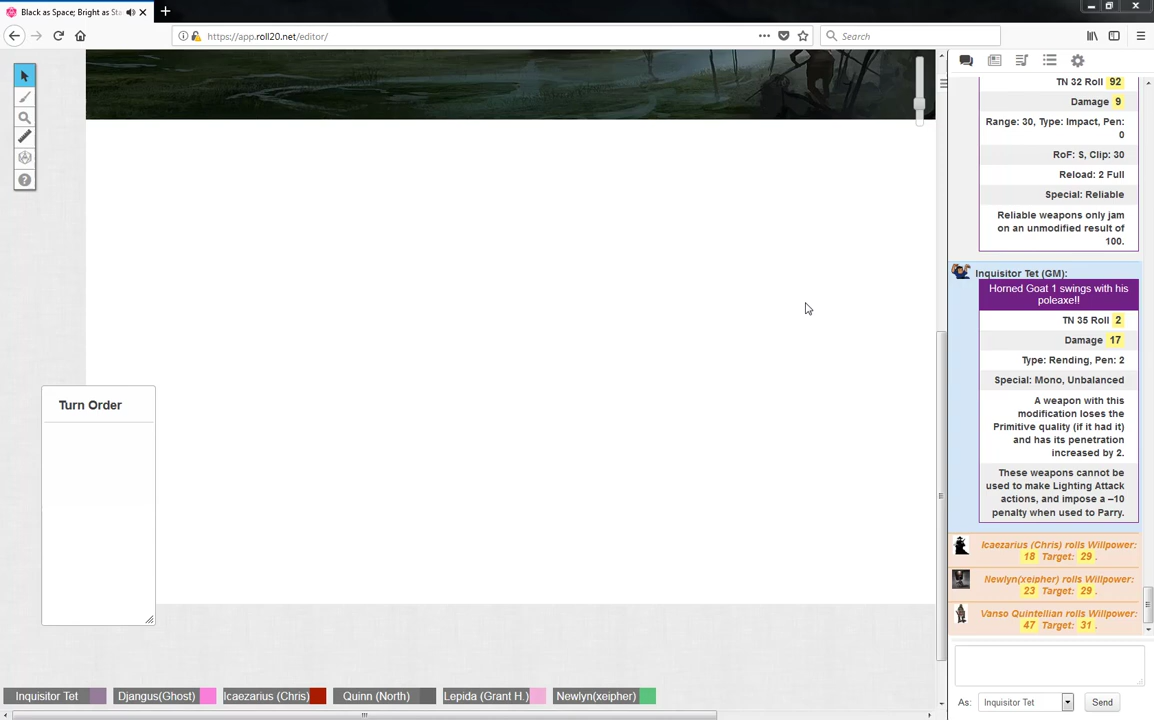 Black as Space; Bright as Sta
https://app.roll20.net/editor/
Search
TN 32 Roll 92
Damage 9
Range: 30, Type: Impact, Pen:
0
RoF: S, Clip: 30
Reload: 2 Full
Special: Reliable
Reliable weapons only jam
on an unmodified result of
100.
Inquisitor Tet (GM):
Horned Goat 1 swings with his
poleaxe!!
TN 35 Roll 2
Damage 17
Type: Rending, Pen: 2
Special: Mono, Unbalanced
A weapon with this
modification loses the
Primitive quality (if it had it)
and has its penetration
increased by 2.
These weapons cannot be
used to make Lighting Attack
actions, and impose a –10
penalty when used to Parry.
Icaezarius (Chris) rolls Willpower:
18 Target: 29 .
Newlyn(xeipher) rolls Willpower:
23 Target: 29 .
Vanso Quintellian rolls Willpower:
47 Target: 31 .
Turn Order
Inquisitor Tet
Djangus(Ghost)
Icaezarius (Chris)
Quinn (North)
Lepida (Grant H.)
Newlyn(xeipher)
As: Inquisitor Tet
Send